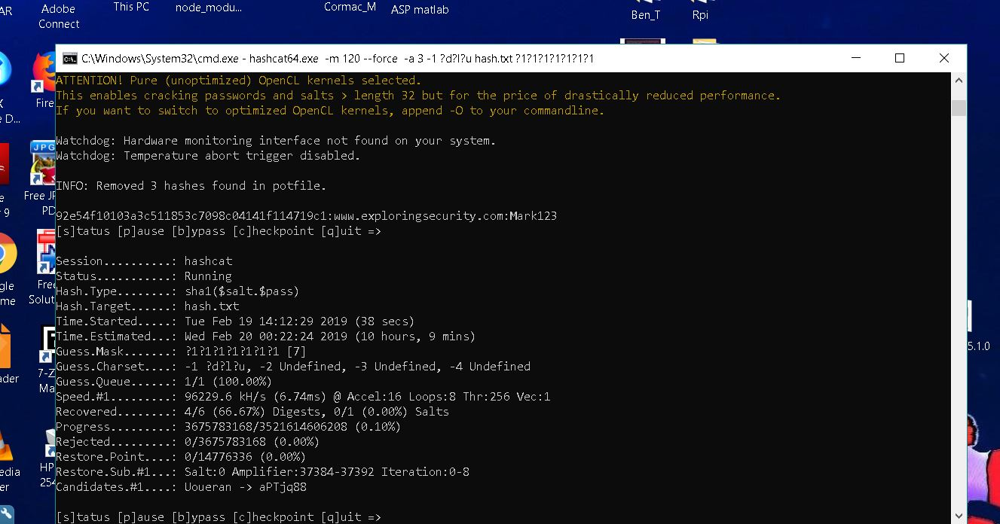 AR
Adobe
Connect
This PC
node_modu...
Cormac_M
ASP matlab
Ben_T
Rpi
C:\Windows\System32\cmd.exe - hashcat64.exe -m 120 --force -a 3 -1 ?d?l?u hash.txt ?1?1?1?1?1?1?1
ATTENTION! Pure (unoptimized) OpenCL kernels selected.
This enables cracking passwords and salts > length 32 but for the price of drastically reduced performance.
If you want to switch to optimized OpenCL kernels, append -O to your commandline.
Watchdog: Hardware monitoring interface not found on your system.
Watchdog: Temperature abort trigger disabled.
INFO: Removed 3 hashes found in potfile.
92e54f10103a3c511853c7098c04141f114719c1:www.exploringsecurity.com:Mark123
[s]tatus [p]ause [b]ypass [c]heckpoint [q]uit =>
Session..........: hashcat
Status...........: Running
Hash.Type........: sha1($salt.$pass)
Hash.Target......: hash.txt
Time.Started.....: Tue Feb 19 14:12:29 2019 (38 secs)
Time.Estimated...: Wed Feb 20 00:22:24 2019 (10 hours, 9 mins)
Guess.Mask.......: ?1?1?1?1?1?1?1 [7]
Guess.Charset....: -1 ?d?l?u, -2 Undefined, -3 Undefined, -4 Undefined
Guess.Queue......: 1/1 (100.00%)
Speed.#1.........: 96229.6 kH/s (6.74ms) @ Accel:16 Loops:8 Thr:256 Vec:1
Recovered........: 4/6 (66.67%) Digests, 0/1 (0.00%) Salts
Progress.........: 3675783168/3521614606208 (0.10%)
Rejected.........: 0/3675783168 (0.00%)
Restore.Point....: 0/14776336 (0.00%)
Restore.Sub.#1...: Salt:0 Amplifier:37384-37392 Iteration:0-8
Candidates.#1....: Uoueran -> aPTjq88
[s]tatus [p]ause [b]ypass [c]heckpoint [q]uit =>
Fire
X
e D...
JPG
Free JP
PD
e
9
Free
Solut
gle
me
7-Z
Ma
ader
HP
254
edia
er
5.1.0